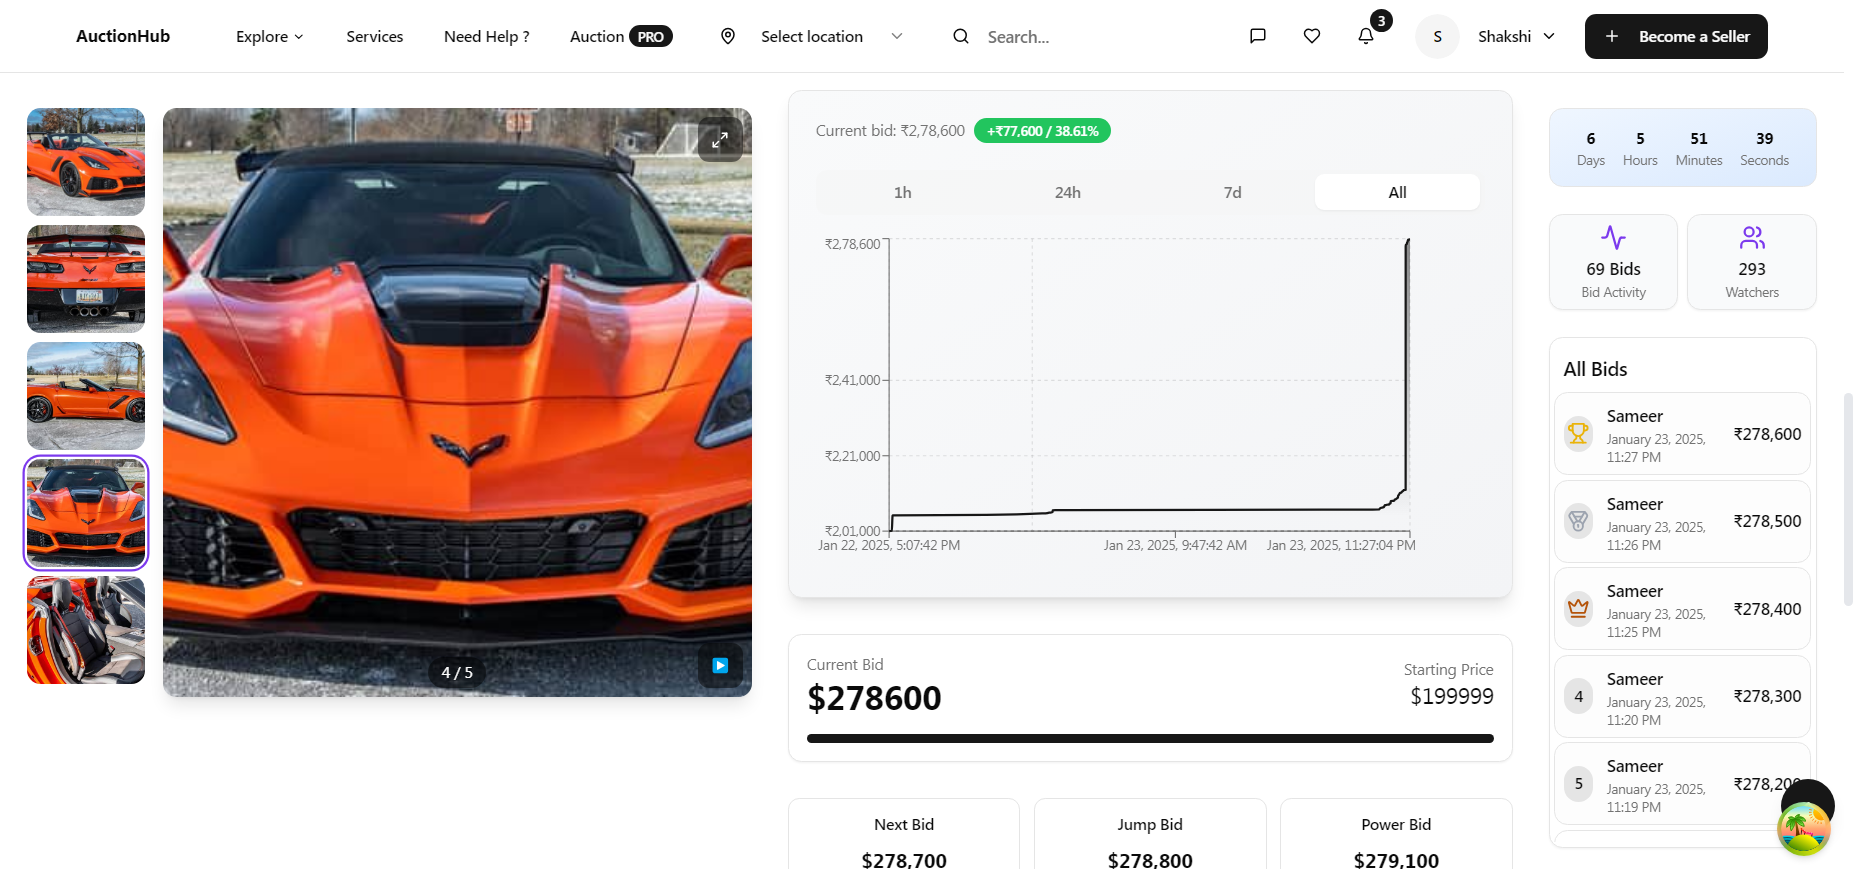 AuctionHub
Explore
Services
Need Help ?
Auction PRO
Select location
Search...
3
S
Shakshi
+ Become a Seller
4 / 5
Current bid: ₹2,78,600 +₹77,600 / 38.61%
1h 24h 7d All
₹2,78,600
₹2,41,000
₹2,21,000
₹2,01,000
Jan 22, 2025, 5:07:42 PM Jan 23, 2025, 9:47:42 AM Jan 23, 2025, 11:27:04 PM
Current Bid
$278600
Starting Price
$199999
Next Bid
$278,700
Jump Bid
$278,800
Power Bid
$279,100
6 5 51 39
Days Hours Minutes Seconds
69 Bids
Bid Activity
293
Watchers
All Bids
Sameer
January 23, 2025,
11:27 PM
₹278,600
Sameer
January 23, 2025,
11:26 PM
₹278,500
Sameer
January 23, 2025,
11:25 PM
₹278,400
4
Sameer
January 23, 2025,
11:20 PM
₹278,300
5
Sameer
January 23, 2025,
11:19 PM
₹278,200